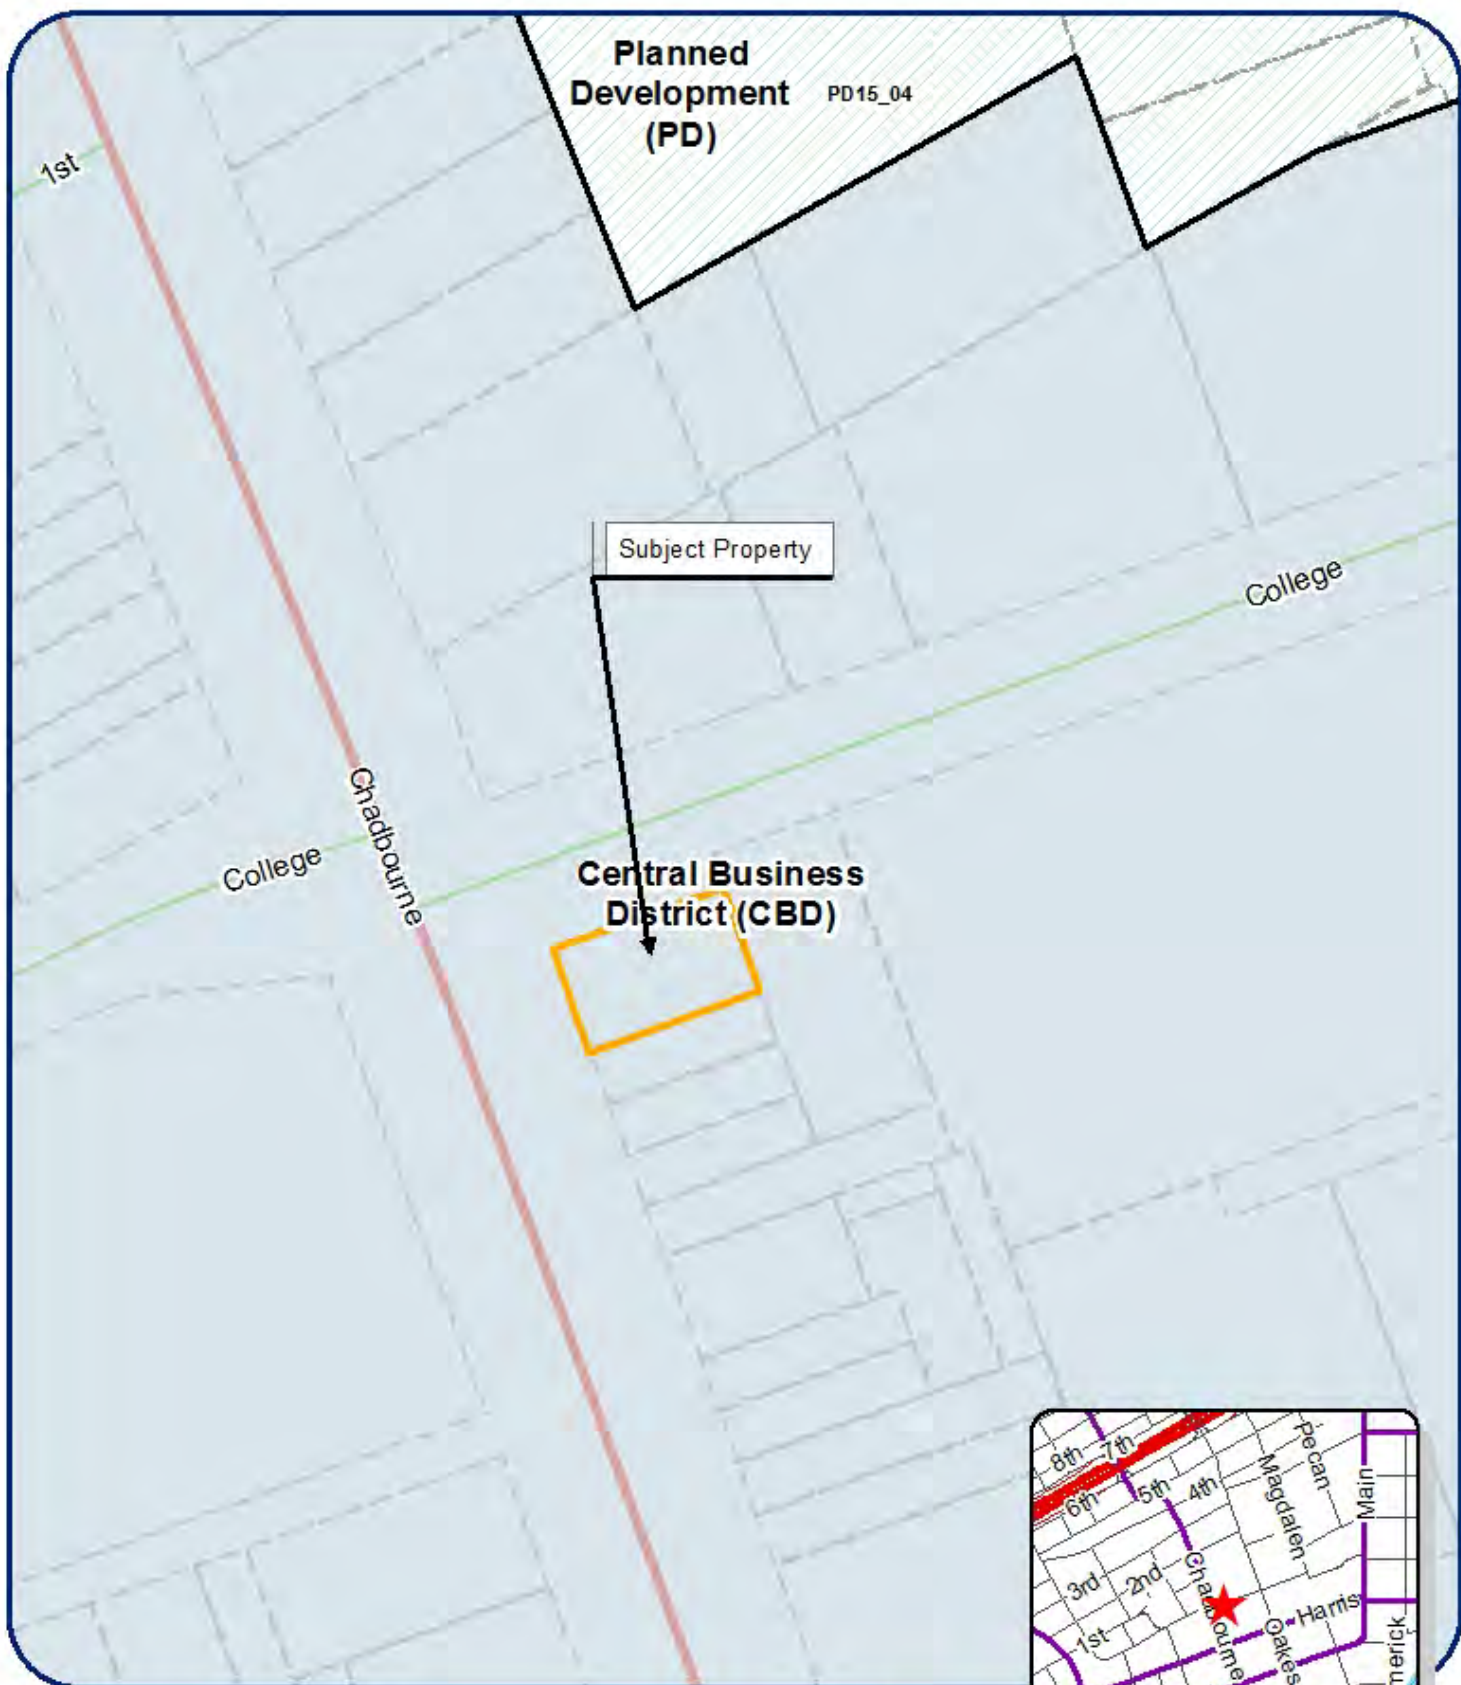 Planned
Development
(PD)
PD15_04
1st
Subject Property
College
Chadbourne
College
Central Business
District (CBD)
8th
7th
Pecan
6th
5th
4th
Magdalen
Main
3rd
2nd
Chadbourne
1st
Harris
Oakes